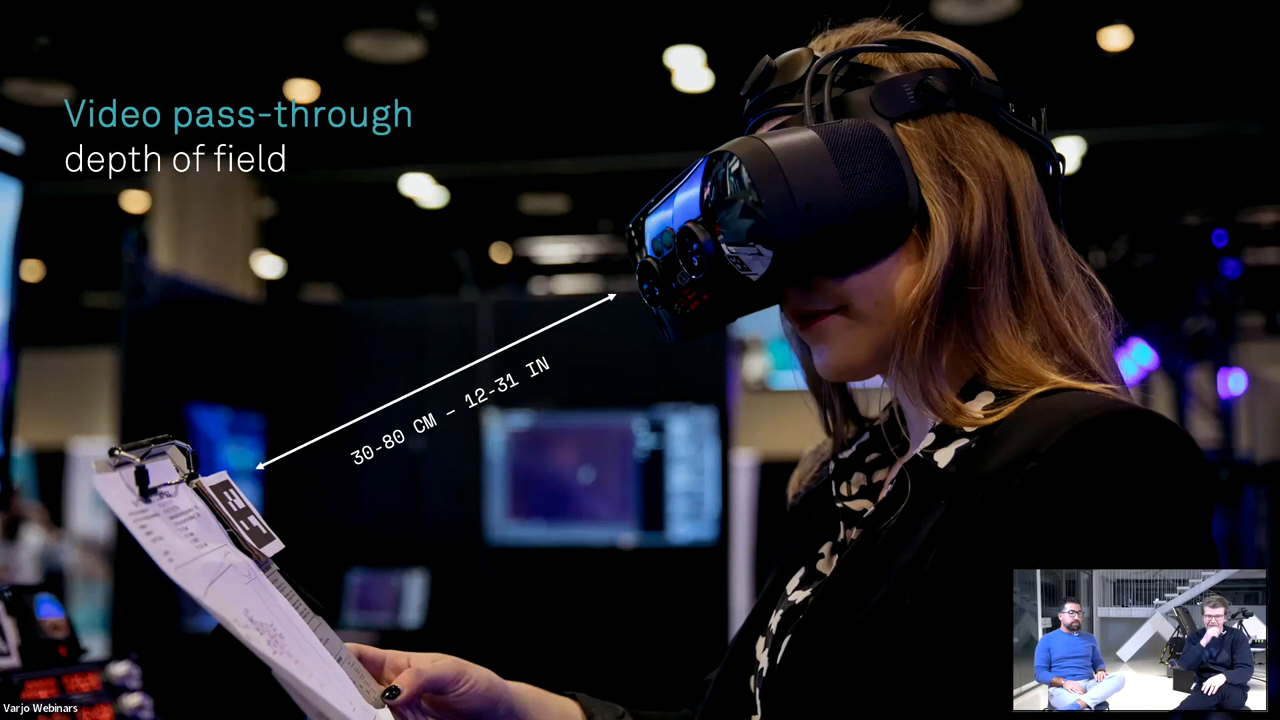 Video pass-through
depth of field
30-80 CM – 12-31 IN
Varjo Webinars